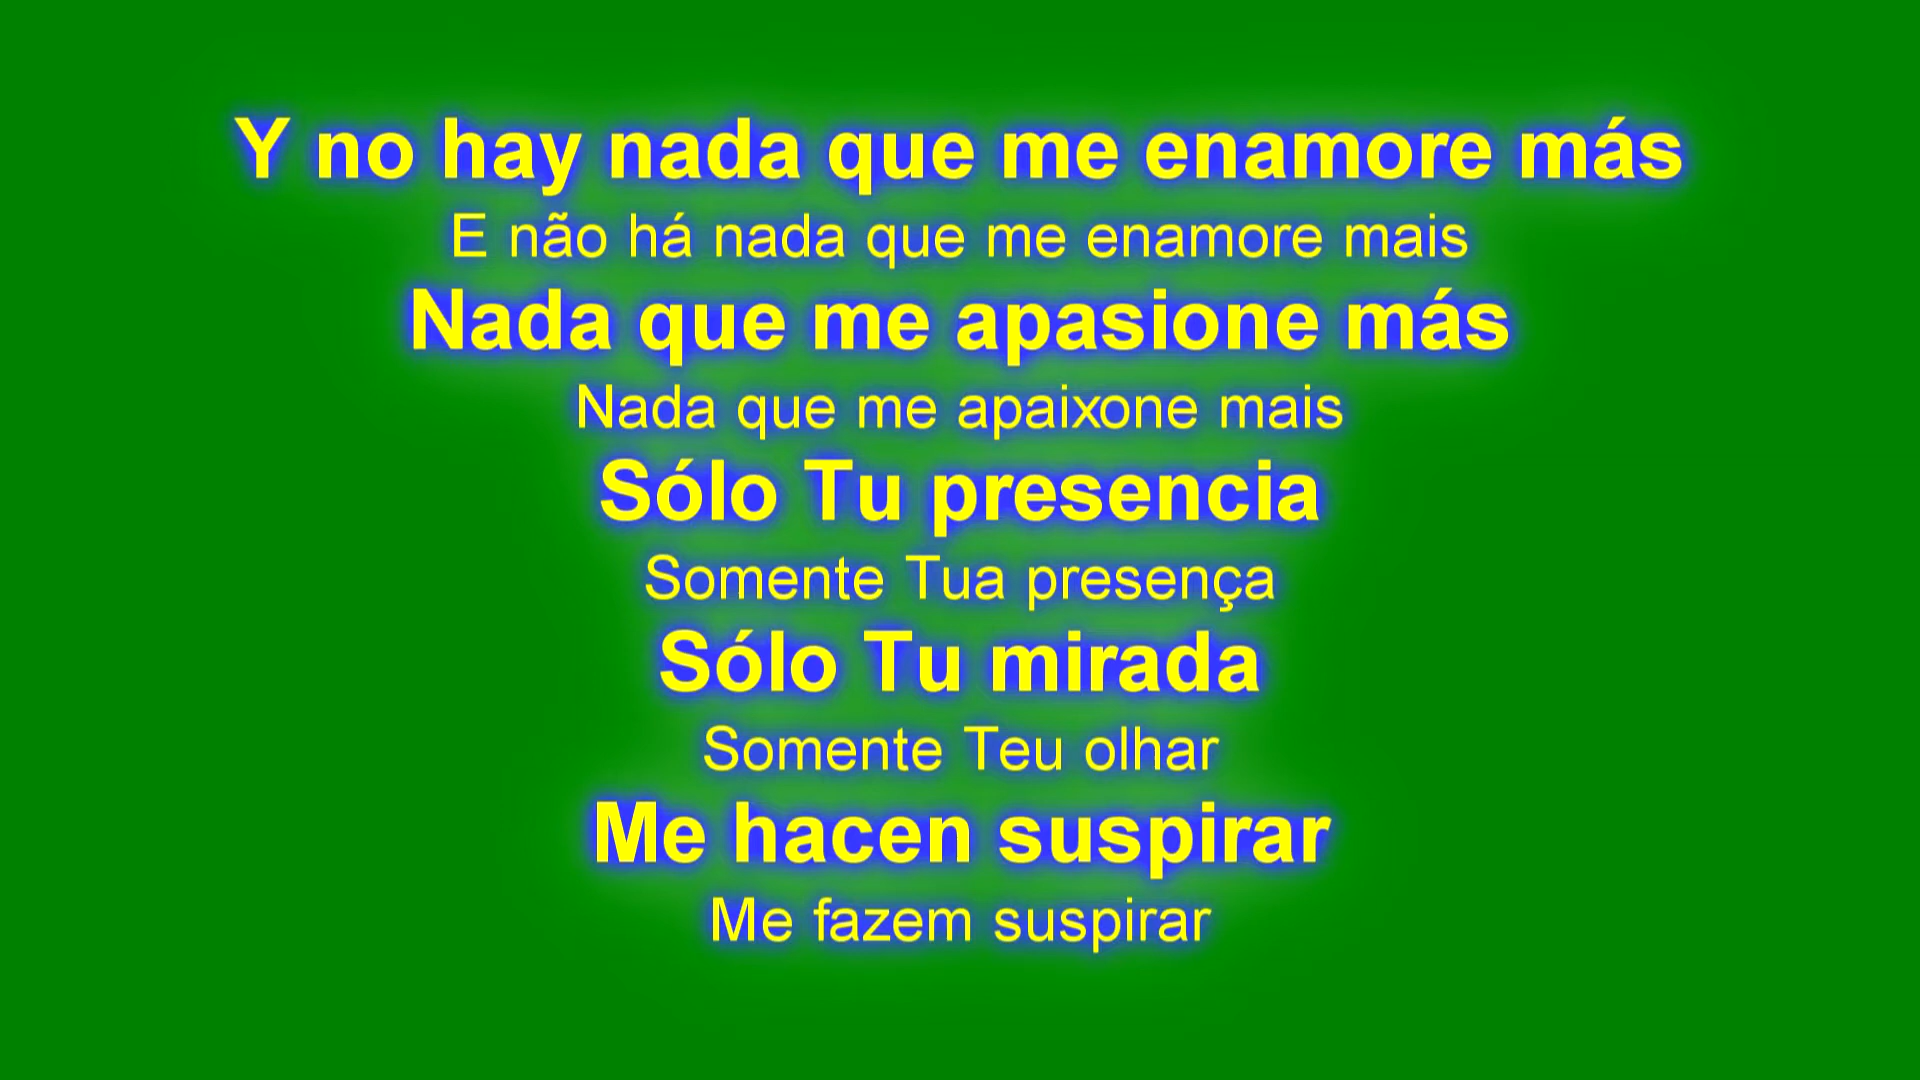 Y no hay nada que me enamore más
E não há nada que me enamore mais
Nada que me apasione más
Nada que me apaixone mais
Sólo Tu presencia
Somente Tua presença
Sólo Tu mirada
Somente Teu olhar
Me hacen suspirar
Me fazem suspirar